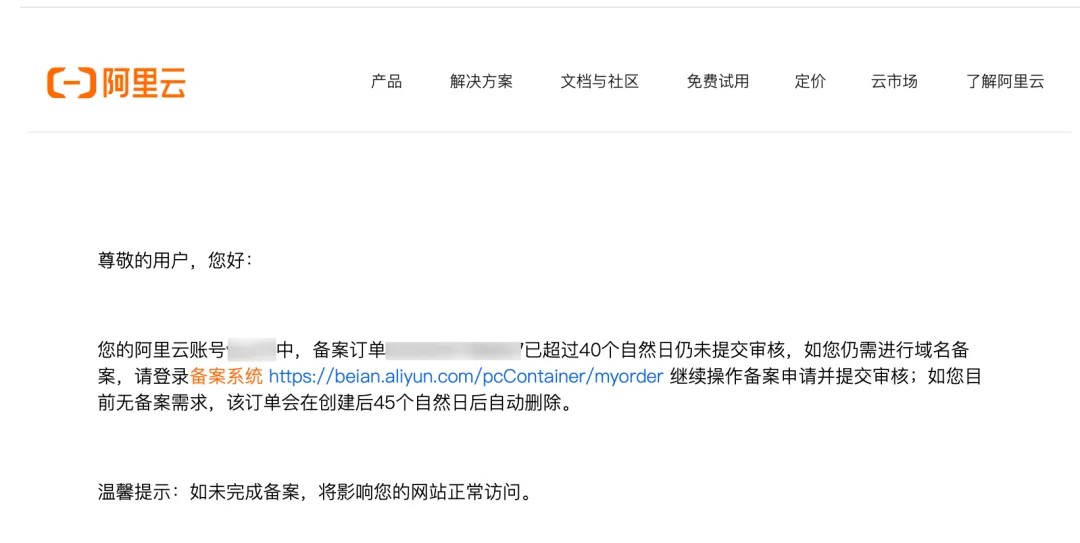 阿里云
产品 解决方案 文档与社区 免费试用 定价 云市场 了解阿里云
尊敬的用户，您好：
您的阿里云账号中，备案订单7已超过40个自然日仍未提交审核，如您仍需进行域名备
案，请登录备案系统 https://beian.aliyun.com/pcContainer/myorder 继续操作备案申请并提交审核；如您目
前无备案需求，该订单会在创建后45个自然日后自动删除。
温馨提示：如未完成备案，将影响您的网站正常访问。